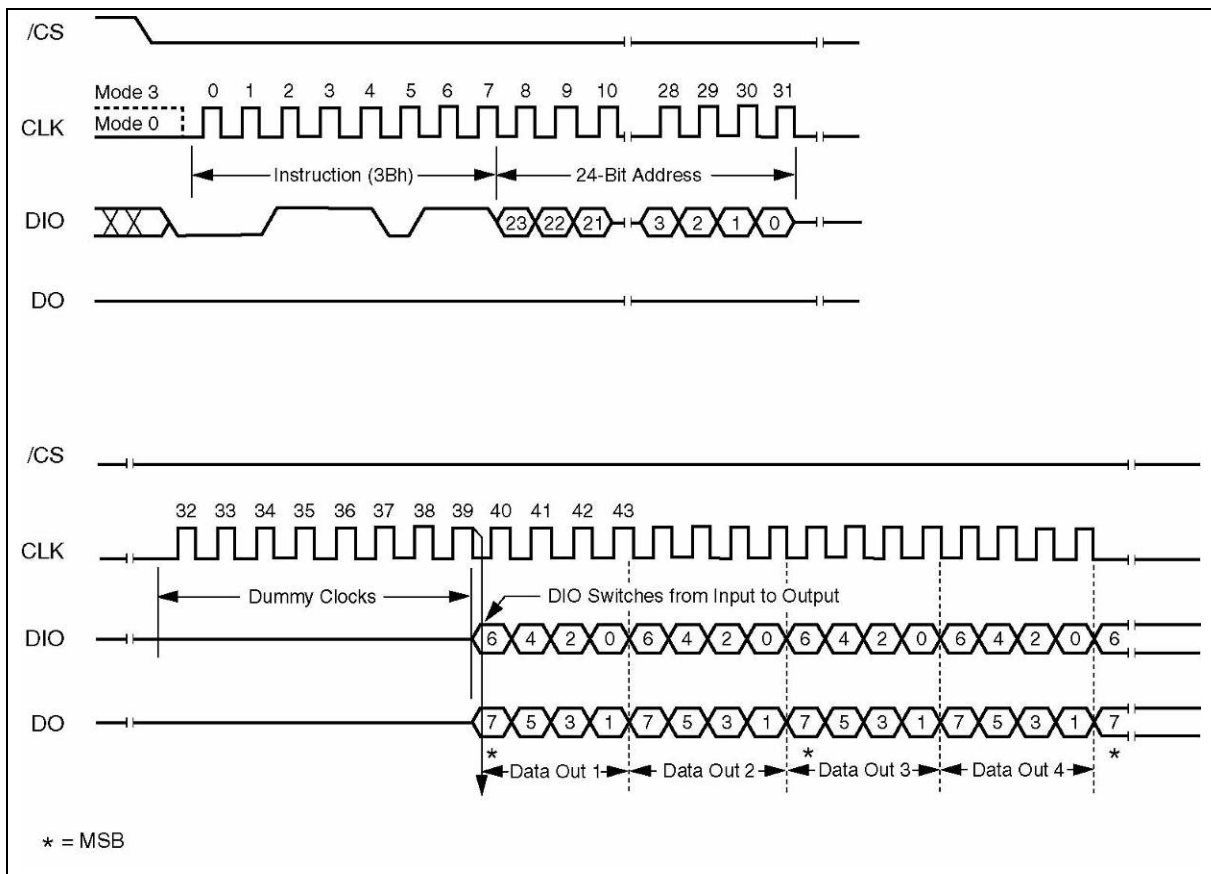 /CS
Mode 3
0 1 2 3 4 5 6 7 8 9 10 28 29 30 31
CLK
Mode 0
Instruction (3Bh) 24-Bit Address
DIO
23 22 21 3 2 1 0
DO
/CS
32 33 34 35 36 37 38 39 40 41 42 43
CLK
Dummy Clocks DIO Switches from Input to Output
DIO
6 4 2 0 6 4 2 0 6 4 2 0 6 4 2 0 6
DO
7 5 3 1 7 5 3 1 7 5 3 1 7 5 3 1 7
* * *
Data Out 1 Data Out 2 Data Out 3 Data Out 4
* = MSB